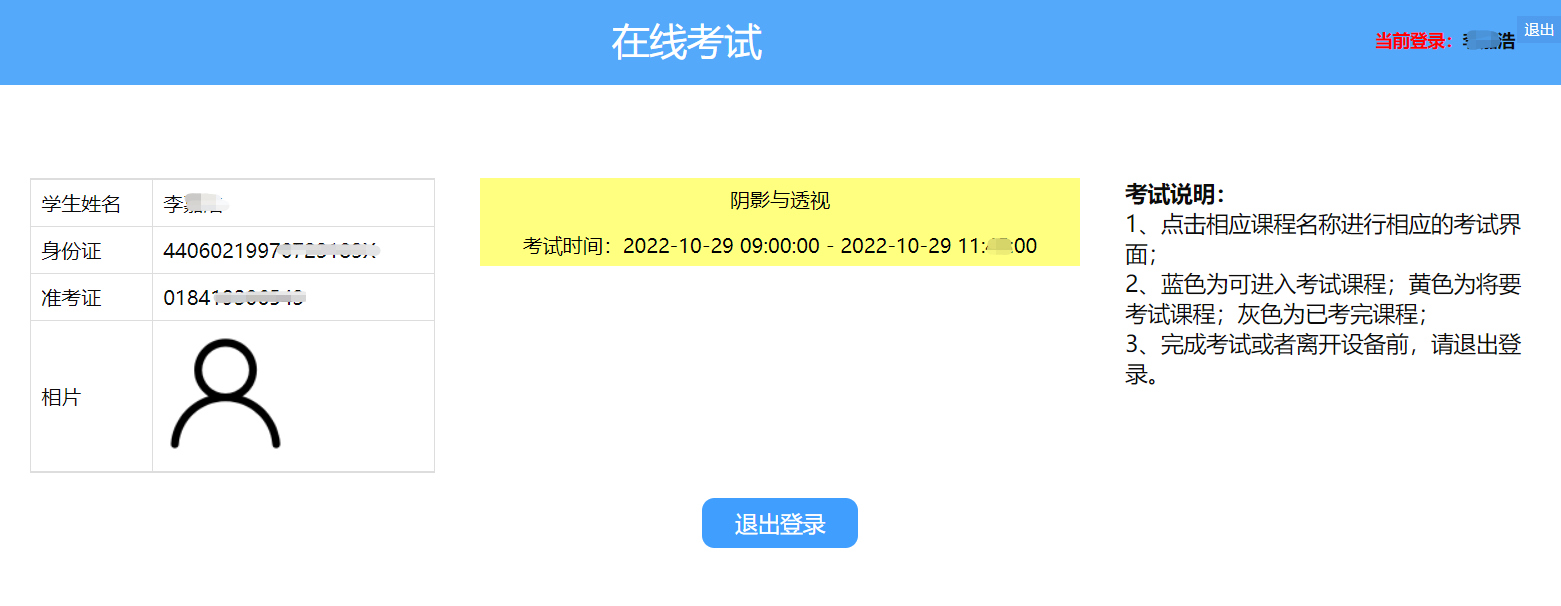 在线考试
当前登录：
退出
学生姓名 李
身份证
准考证
相片
阴影与透视
考试时间：2022-10-29 09:00:00 - 2022-10-29
考试说明：
1、点击相应课程名称进行相应的考试界
面；
2、蓝色为可进入考试课程；黄色为将要
考试课程；灰色为已考完课程；
3、完成考试或者离开设备前，请退出登
录。
退出登录